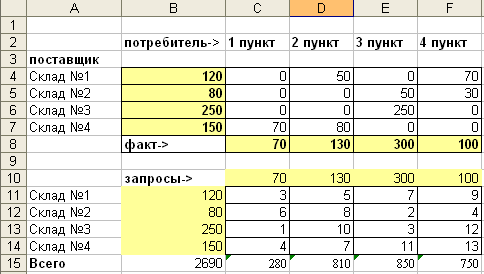 A B C D E F
1
2 потребитель-> 1 пункт 2 пункт 3 пункт 4 пункт
3 поставщик
4 Склад №1 120 0 50 0 70
5 Склад №2 80 0 0 50 30
6 Склад №3 250 0 0 250 0
7 Склад №4 150 70 80 0 0
8 факт-> 70 130 300 100
9
10 запросы-> 70 130 300 100
11 Склад №1 120 3 5 7 9
12 Склад №2 80 6 8 2 4
13 Склад №3 250 1 10 3 12
14 Склад №4 150 4 7 11 13
15 Всего 2690 280 810 850 750